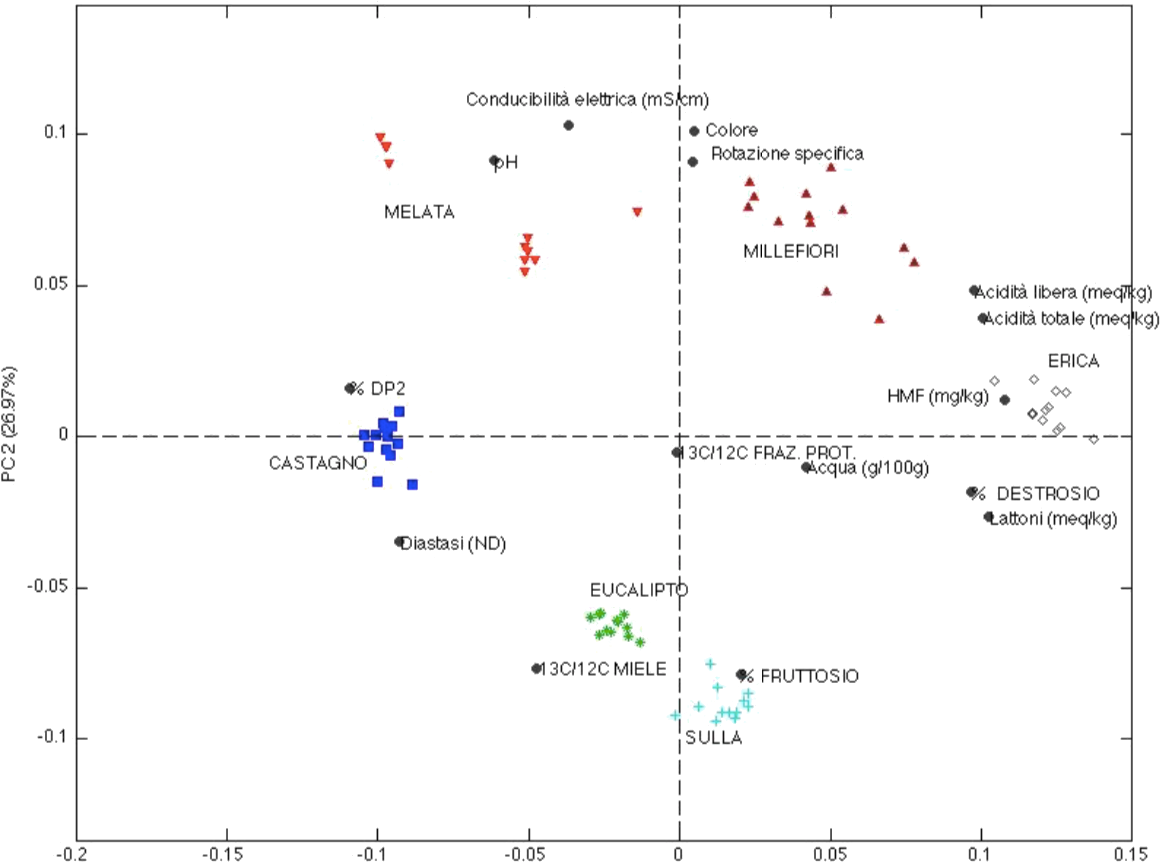 Conducibilità elettrica (mS/cm)
0.1
Colore
Rotazione specifica
pH
MELATA
MILLEFIORI
0.05
Acidità libera (meq/kg)
Acidità totale (meq/kg)
ERICA
% DP2
HMF (mg/kg)
PC2 (26.97%)
0
13C/12C FRAZ. PROT.
CASTAGNO
Acqua (g/100g)
% DESTROSIO
Lattoni (meq/kg)
Diastasi (ND)
-0.05
EUCALIPTO
13C/12C MIELE
% FRUTTOSIO
-0.1
SULLA
-0.2 -0.15 -0.1 -0.05 0 0.05 0.1 0.15